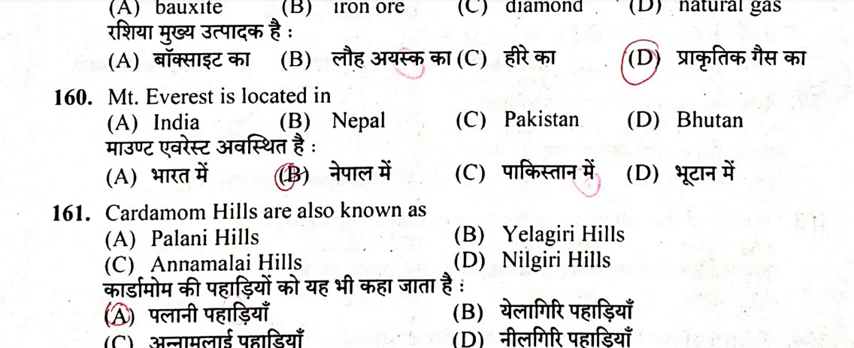 (A) bauxite (B) iron ore (C) diamond (D) natural gas
रशिया मुख्य उत्पादक है :
(A) बॉक्साइट का (B) लौह अयस्क का (C) हीरे का (D) प्राकृतिक गैस का
160. Mt. Everest is located in
(A) India (B) Nepal (C) Pakistan (D) Bhutan
माउण्ट एवरेस्ट अवस्थित है :
(A) भारत में (B) नेपाल में (C) पाकिस्तान में (D) भूटान में
161. Cardamom Hills are also known as
(A) Palani Hills (B) Yelagiri Hills
(C) Annamalai Hills (D) Nilgiri Hills
कार्डामोम की पहाड़ियों को यह भी कहा जाता है :
(A) पलानी पहाड़ियाँ (B) येलागिरि पहाड़ियाँ
(C) अन्नामलाई पहाड़ियाँ (D) नीलगिरि पहाड़ियाँ